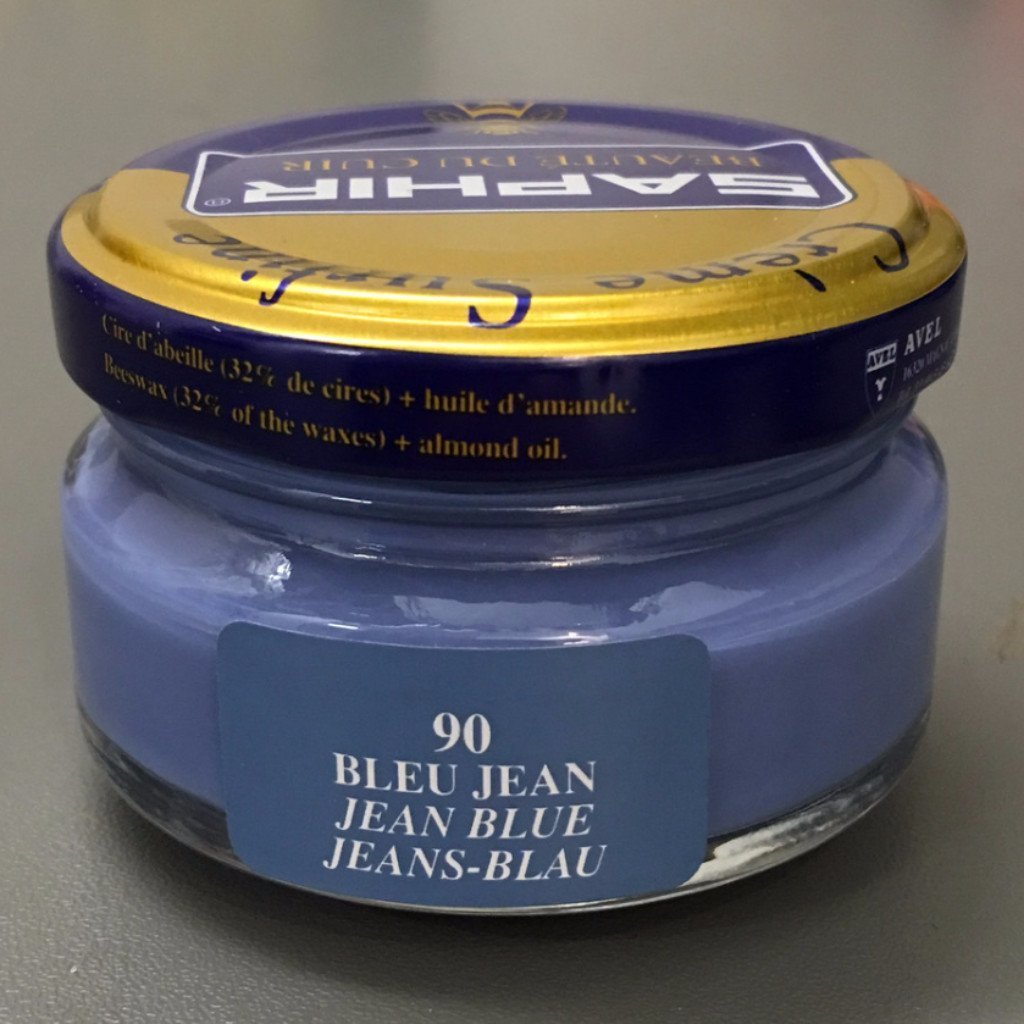 BEAUTÉ DU CUIR
SAPHIR®
Crème Surfine
Cire d'abeille (32% de cires) + huile d'amande.
Beeswax (32% of the waxes) + almond oil.
AVEL
AVEL
90
BLEU JEAN
JEAN BLUE
JEANS-BLAU